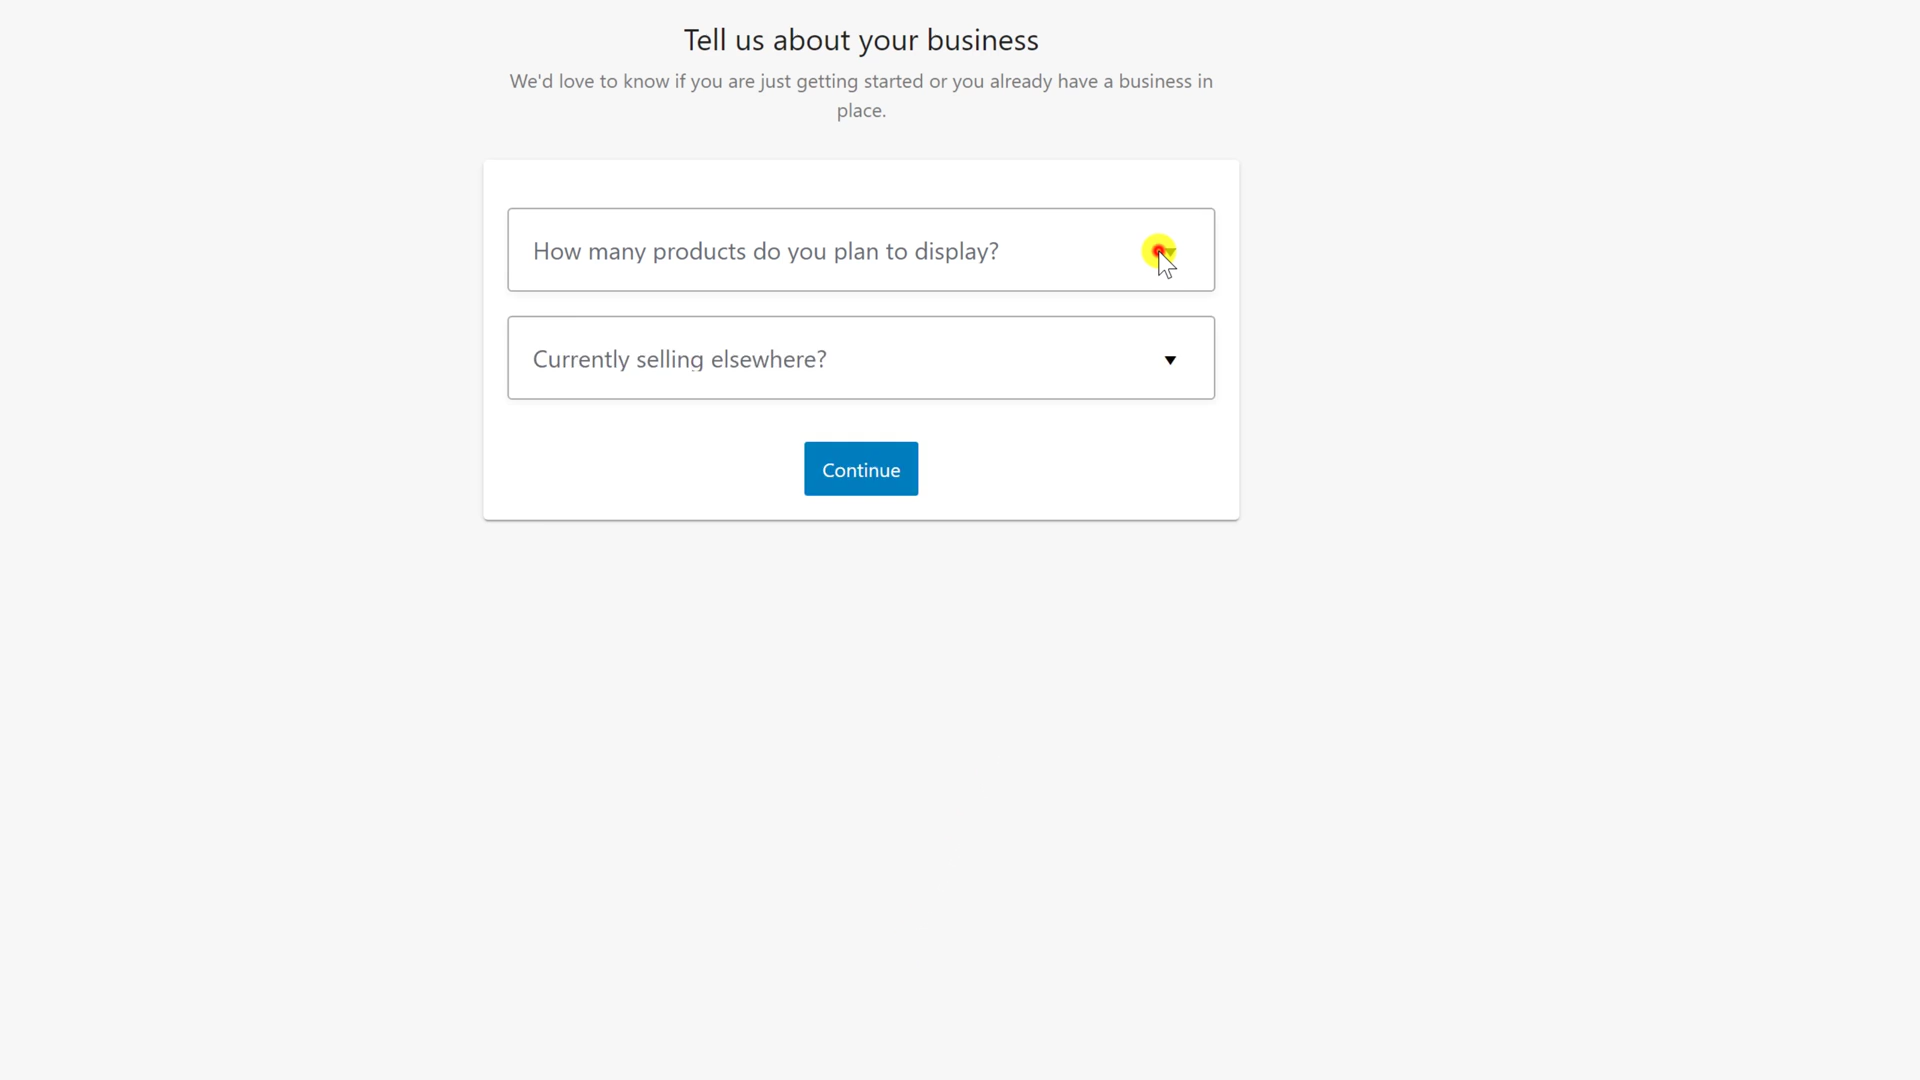 Tell us about your business
We'd love to know if you are just getting started or you already have a business in
place.
How many products do you plan to display?
Currently selling elsewhere?
Continue